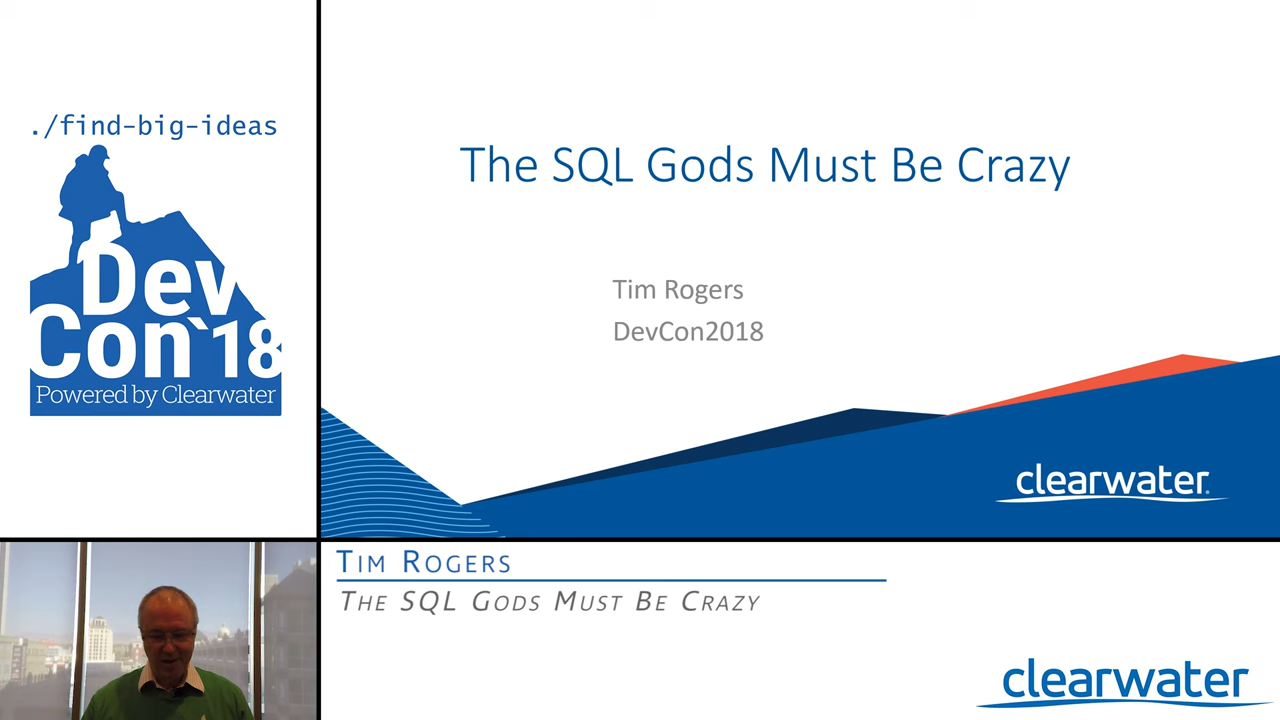 ./find-big-ideas
Dev
Con`18
Powered by Clearwater
The SQL Gods Must Be Crazy
Tim Rogers
DevCon2018
clearwater
Tim Rogers
The SQL Gods Must Be Crazy
clearwater